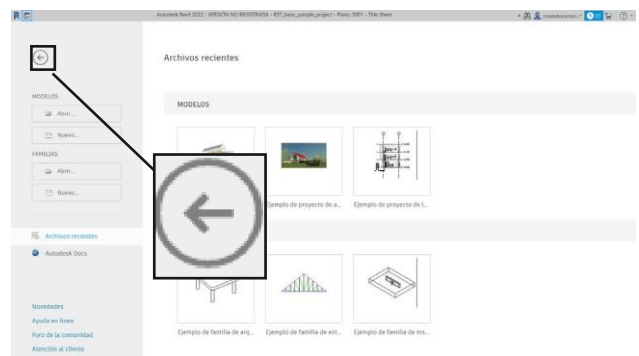 Autodesk Revit 2022 - VERSIÓN NO REGISTRADA - RST_basic_sample_project - Plano: S001 - Title Sheet
Archivos recientes
MODELOS
Abrir...
Nuevo...
FAMILIAS
Abrir...
Nuevo...
Archivos recientes
Autodesk Docs
Novedades
Ayuda en línea
Foro de la comunidad
Atención al cliente
MODELOS
Ejemplo de proyecto de a...
Ejemplo de proyecto de i...
Ejemplo de familia de arq...
Ejemplo de familia de est...
Ejemplo de familia de ins...